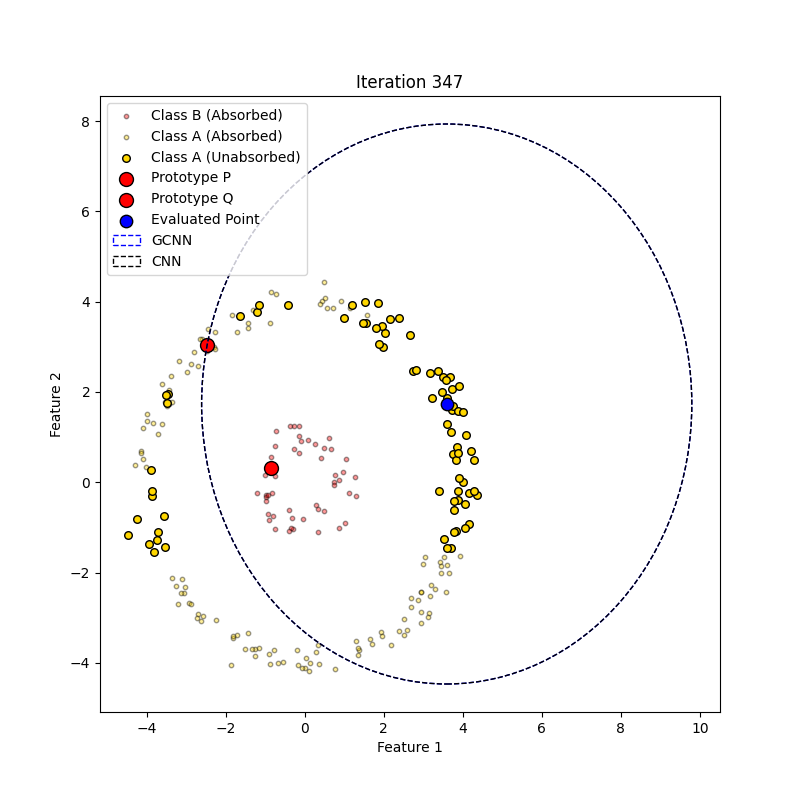 Iteration 347
Class B (Absorbed)
Class A (Absorbed)
Class A (Unabsorbed)
Prototype P
Prototype Q
Evaluated Point
GCNN
CNN
8
6
4
2
0
−2
−4
Feature 2
−4 −2 0 2 4 6 8 10
Feature 1